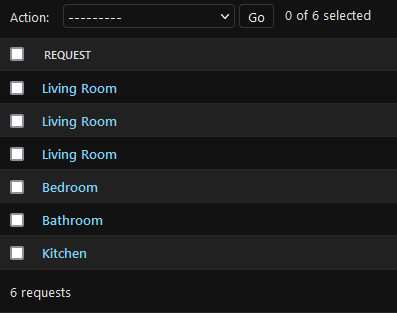 Action: --------- Go 0 of 6 selected
REQUEST
Living Room
Living Room
Living Room
Bedroom
Bathroom
Kitchen
6 requests